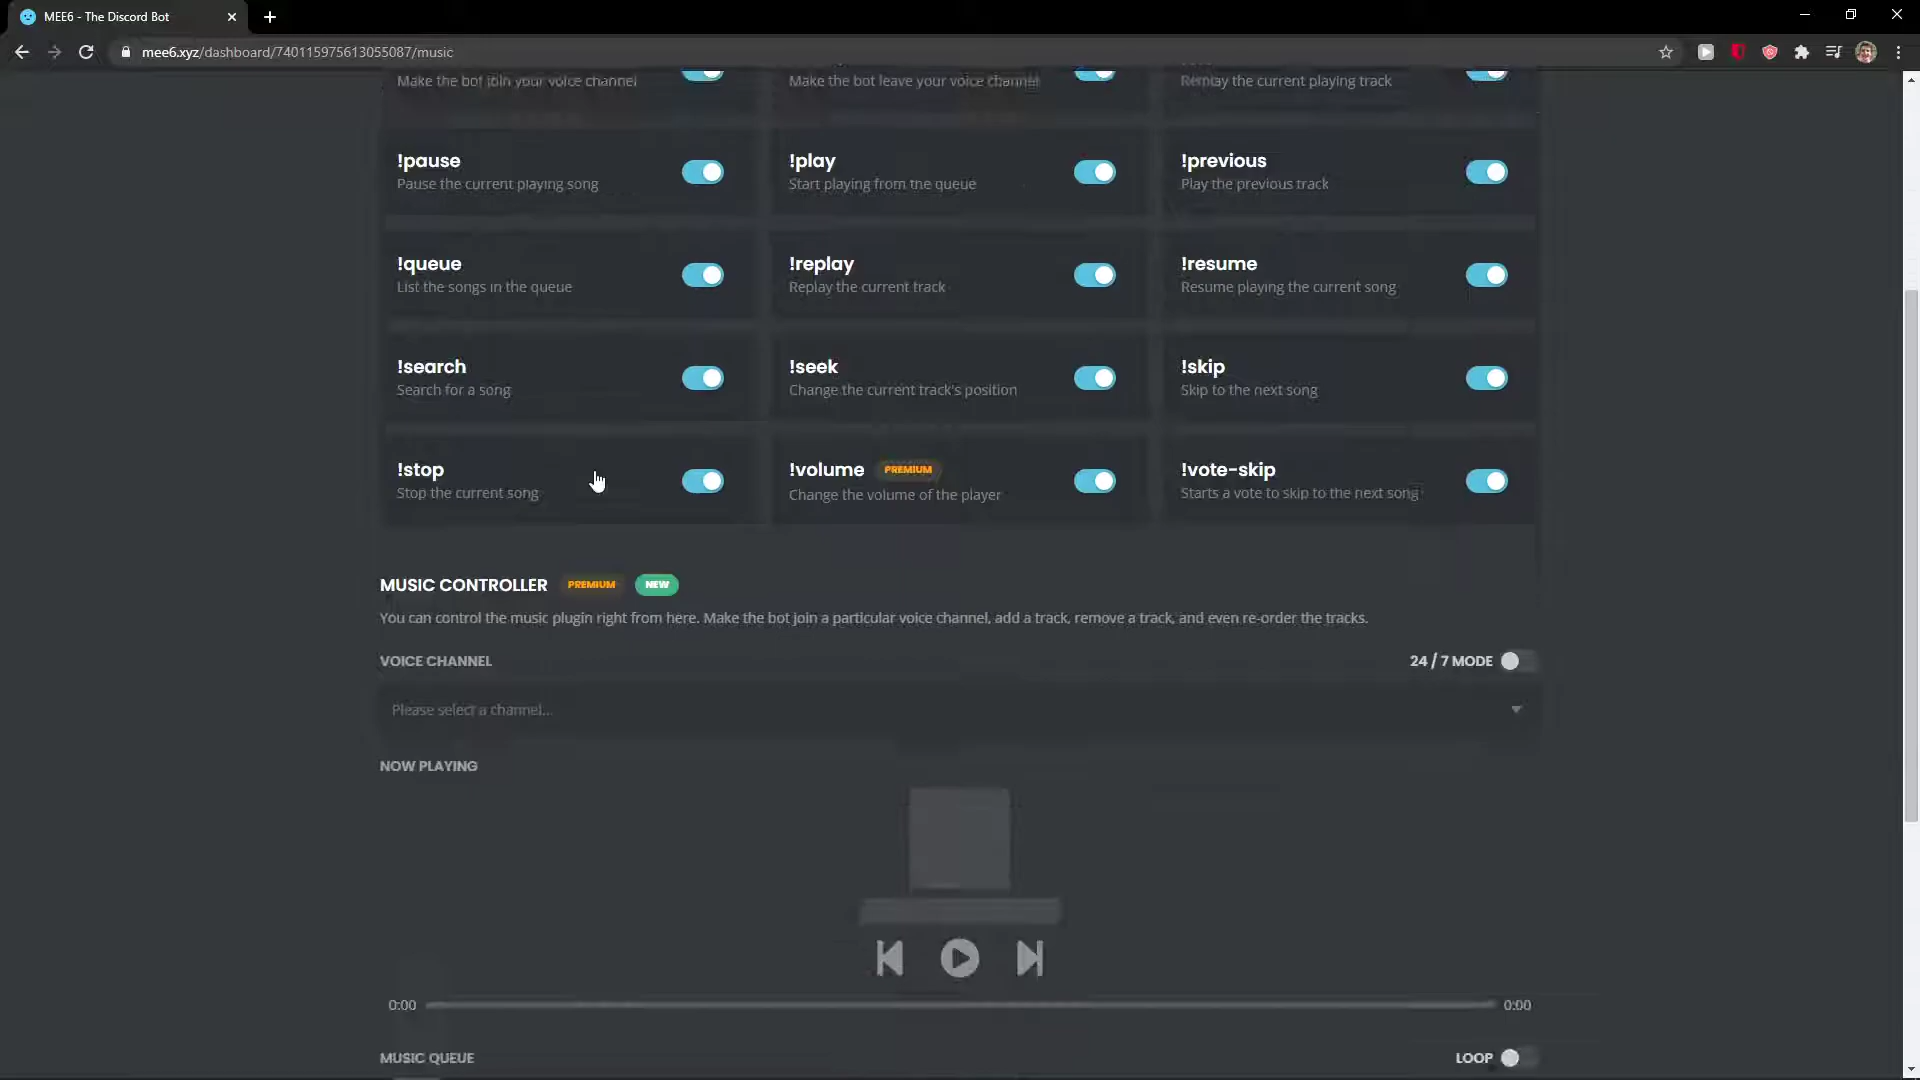 MEE6 - The Discord Bot
mee6.xyz/dashboard/740115975613055087/music
Make the bot join your voice channel
Make the bot leave your voice channel
Replay the current playing track
!pause
Pause the current playing song
!play
Start playing from the queue
!previous
Play the previous track
!queue
List the songs in the queue
!replay
Replay the current track
!resume
Resume playing the current song
!search
Search for a song
!seek
Change the current track's position
!skip
Skip to the next song
!stop
Stop the current song
!volume PREMIUM
Change the volume of the player
!vote-skip
Starts a vote to skip to the next song
MUSIC CONTROLLER PREMIUM NEW
You can control the music plugin right from here. Make the bot join a particular voice channel, add a track, remove a track, and even re-order the tracks.
VOICE CHANNEL
24 / 7 MODE
Please select a channel...
NOW PLAYING
0:00
0:00
MUSIC QUEUE
LOOP